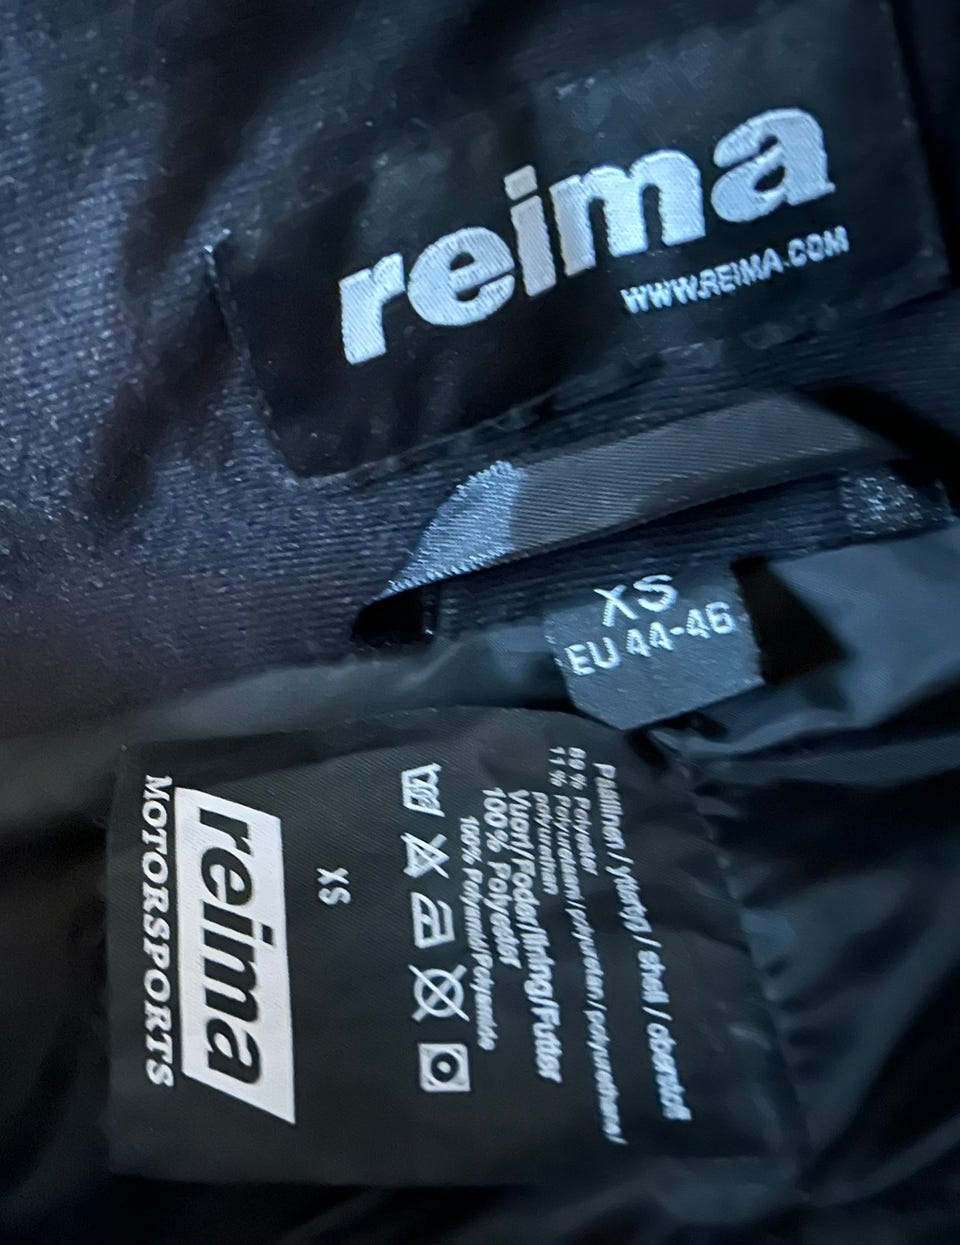 reima
WWW.REIMA.COM
XS
EU 44-46
Päällinen / yttertyg / shell / oberstoff
89 % Polyester
11 % Polyuretaani / polyuretan / polyurethane /
polyurethan
Vuori/Foder/lining/Futter
100% Polyester
100% Polyamid/Polyamide
XS
reima
MOTORSPORTS